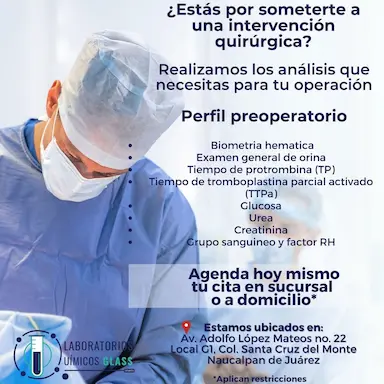 ¿Estás por someterte a
una intervención
quirúrgica?
Realizamos los análisis que
necesitas para tu operación
Perfil preoperatorio
• Biometria hematica
• Examen general de orina
• Tiempo de protrombina (TP)
• Tiempo de tromboplastina parcial activado
(TTPa)
• Glucosa
• Urea
• Creatinina
• Grupo sanguineo y factor RH
Agenda hoy mismo
tu cita en sucursal
o a domicilio*
Estamos ubicados en:
Av. Adolfo López Mateos no. 22
Local G1, Col. Santa Cruz del Monte
Naucalpan de Juárez
LABORATORIOS
UÍMICOS GLASS
*Aplican restricciones